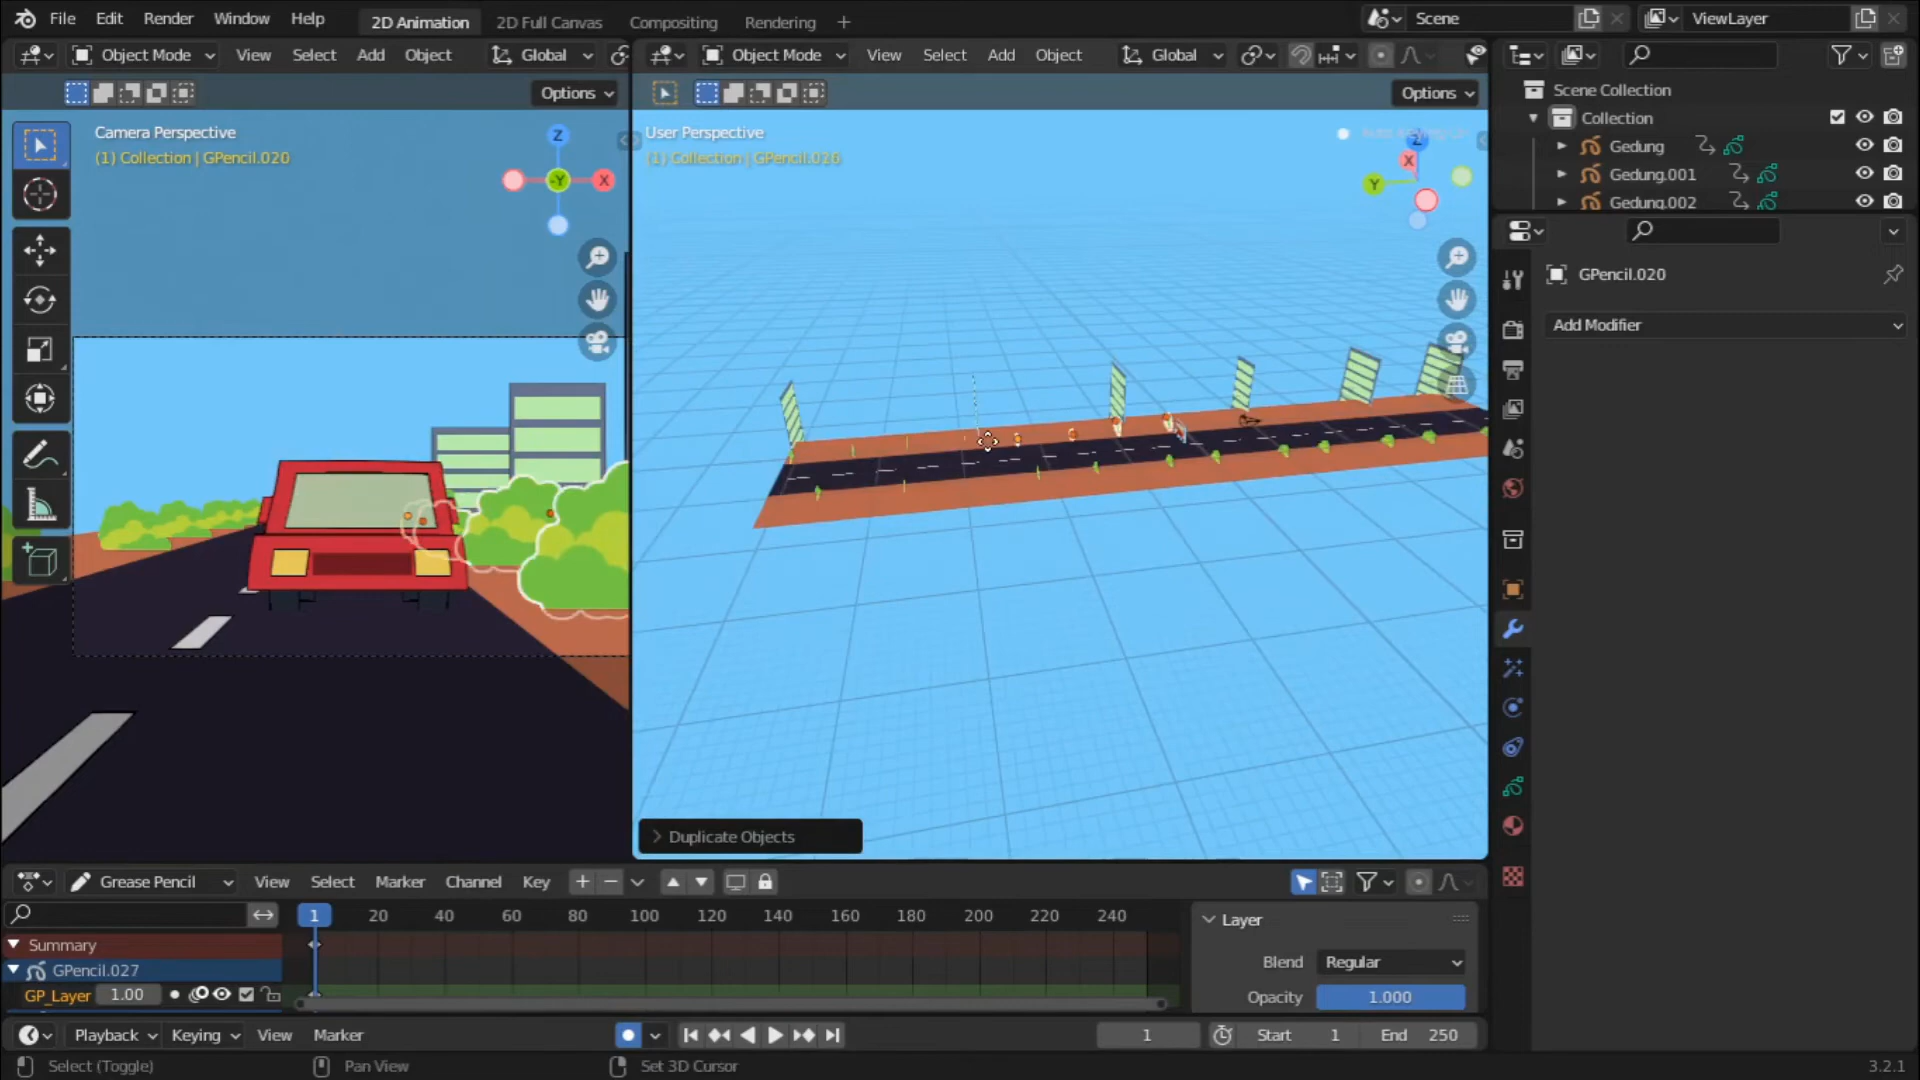 File Edit Render Window Help 2D Animation 2D Full Canvas Compositing Rendering + Scene ViewLayer
Object Mode View Select Add Object Global
Object Mode View Select Add Object Global
Options
Options
Camera Perspective
(1) Collection | GPencil.020
Z
-Y
X
User Perspective
(1) Collection | GPencil.020
Z
X
Y
Scene Collection
Collection
Gedung
Gedung.001
Gedung.002
GPencil.020
Add Modifier
Duplicate Objects
Grease Pencil View Select Marker Channel Key
1 20 40 60 80 100 120 140 160 180 200 220 240
Summary
GPencil.027
GP_Layer 1.00
Layer
Blend Regular
Opacity 1.000
Playback Keying View Marker 1 Start 1 End 250
Select (Toggle) Pan View Set 3D Cursor 3.2.1